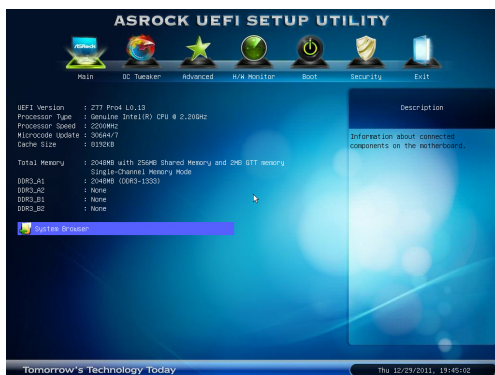 ASROCK UEFI SETUP UTILITY
ASRock
Main OC Tweaker Advanced H/W Monitor Boot Security Exit
UEFI Version : Z77 Pro4 L0.13
Processor Type : Genuine Intel(R) CPU @ 2.20GHz
Processor Speed : 2200MHz
Microcode Update : 306A4/7
Cache Size : 8192KB
Total Memory : 2048MB with 256MB Shared Memory and 2MB GTT memory
Single-Channel Memory Mode
DDR3_A1 : 2048MB (DDR3-1333)
DDR3_A2 : None
DDR3_B1 : None
DDR3_B2 : None
System Browser
Description
Information about connected
components on the motherboard.
Tomorrow's Technology Today
Thu 12/29/2011, 19:45:02